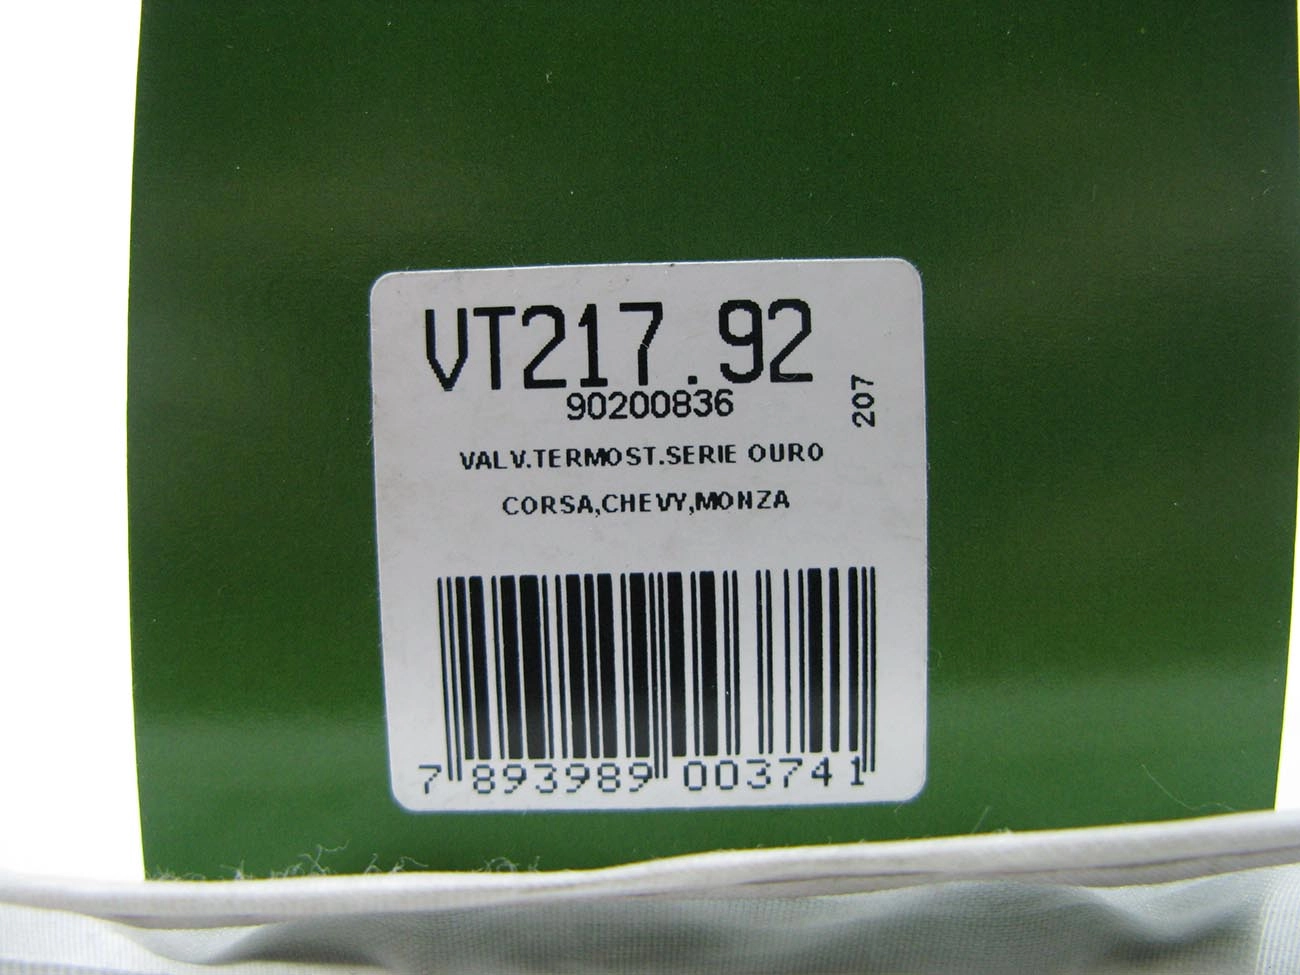 VT217.92
90200836
207
VALV.TERMOST.SERIE OURO
CORSA,CHEVY,MONZA
7 893989 003741